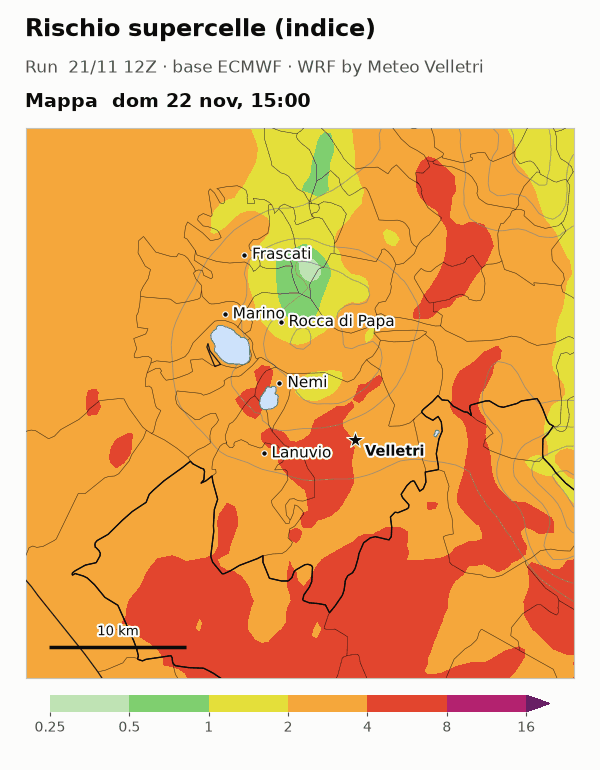 Rischio supercelle (indice)
Run  21/11 12Z · base ECMWF · WRF by Meteo Velletri
Mappa  dom 22 nov, 15:00
Frascati
Marino
Rocca di Papa
Nemi
Velletri
Lanuvio
10 km
0.25 0.5 1 2 4 8 16